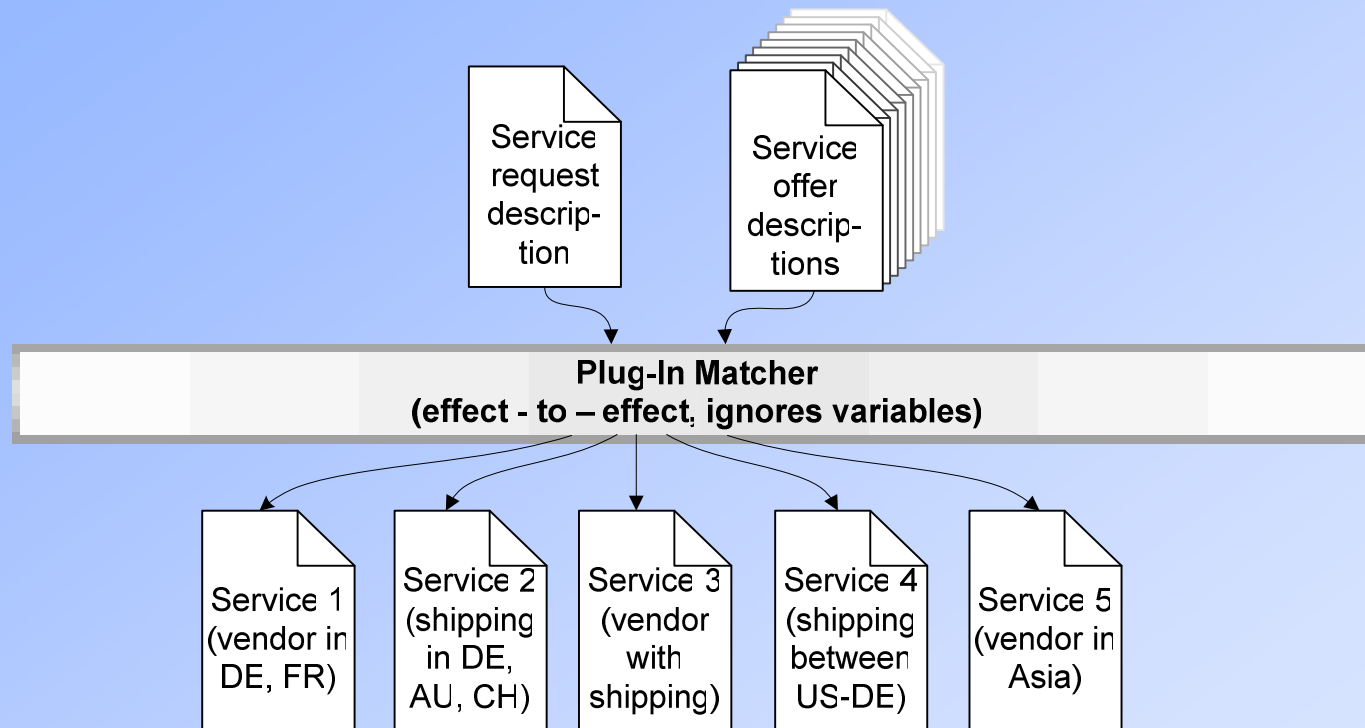 Service
request
descrip-
tion
Service
offer
descrip-
tions
Plug-In Matcher
(effect - to – effect, ignores variables)
Service 1
(vendor in
DE, FR)
Service 2
(shipping
in DE,
AU, CH)
Service 3
(vendor
with
shipping)
Service 4
(shipping
between
US-DE)
Service 5
(vendor in
Asia)